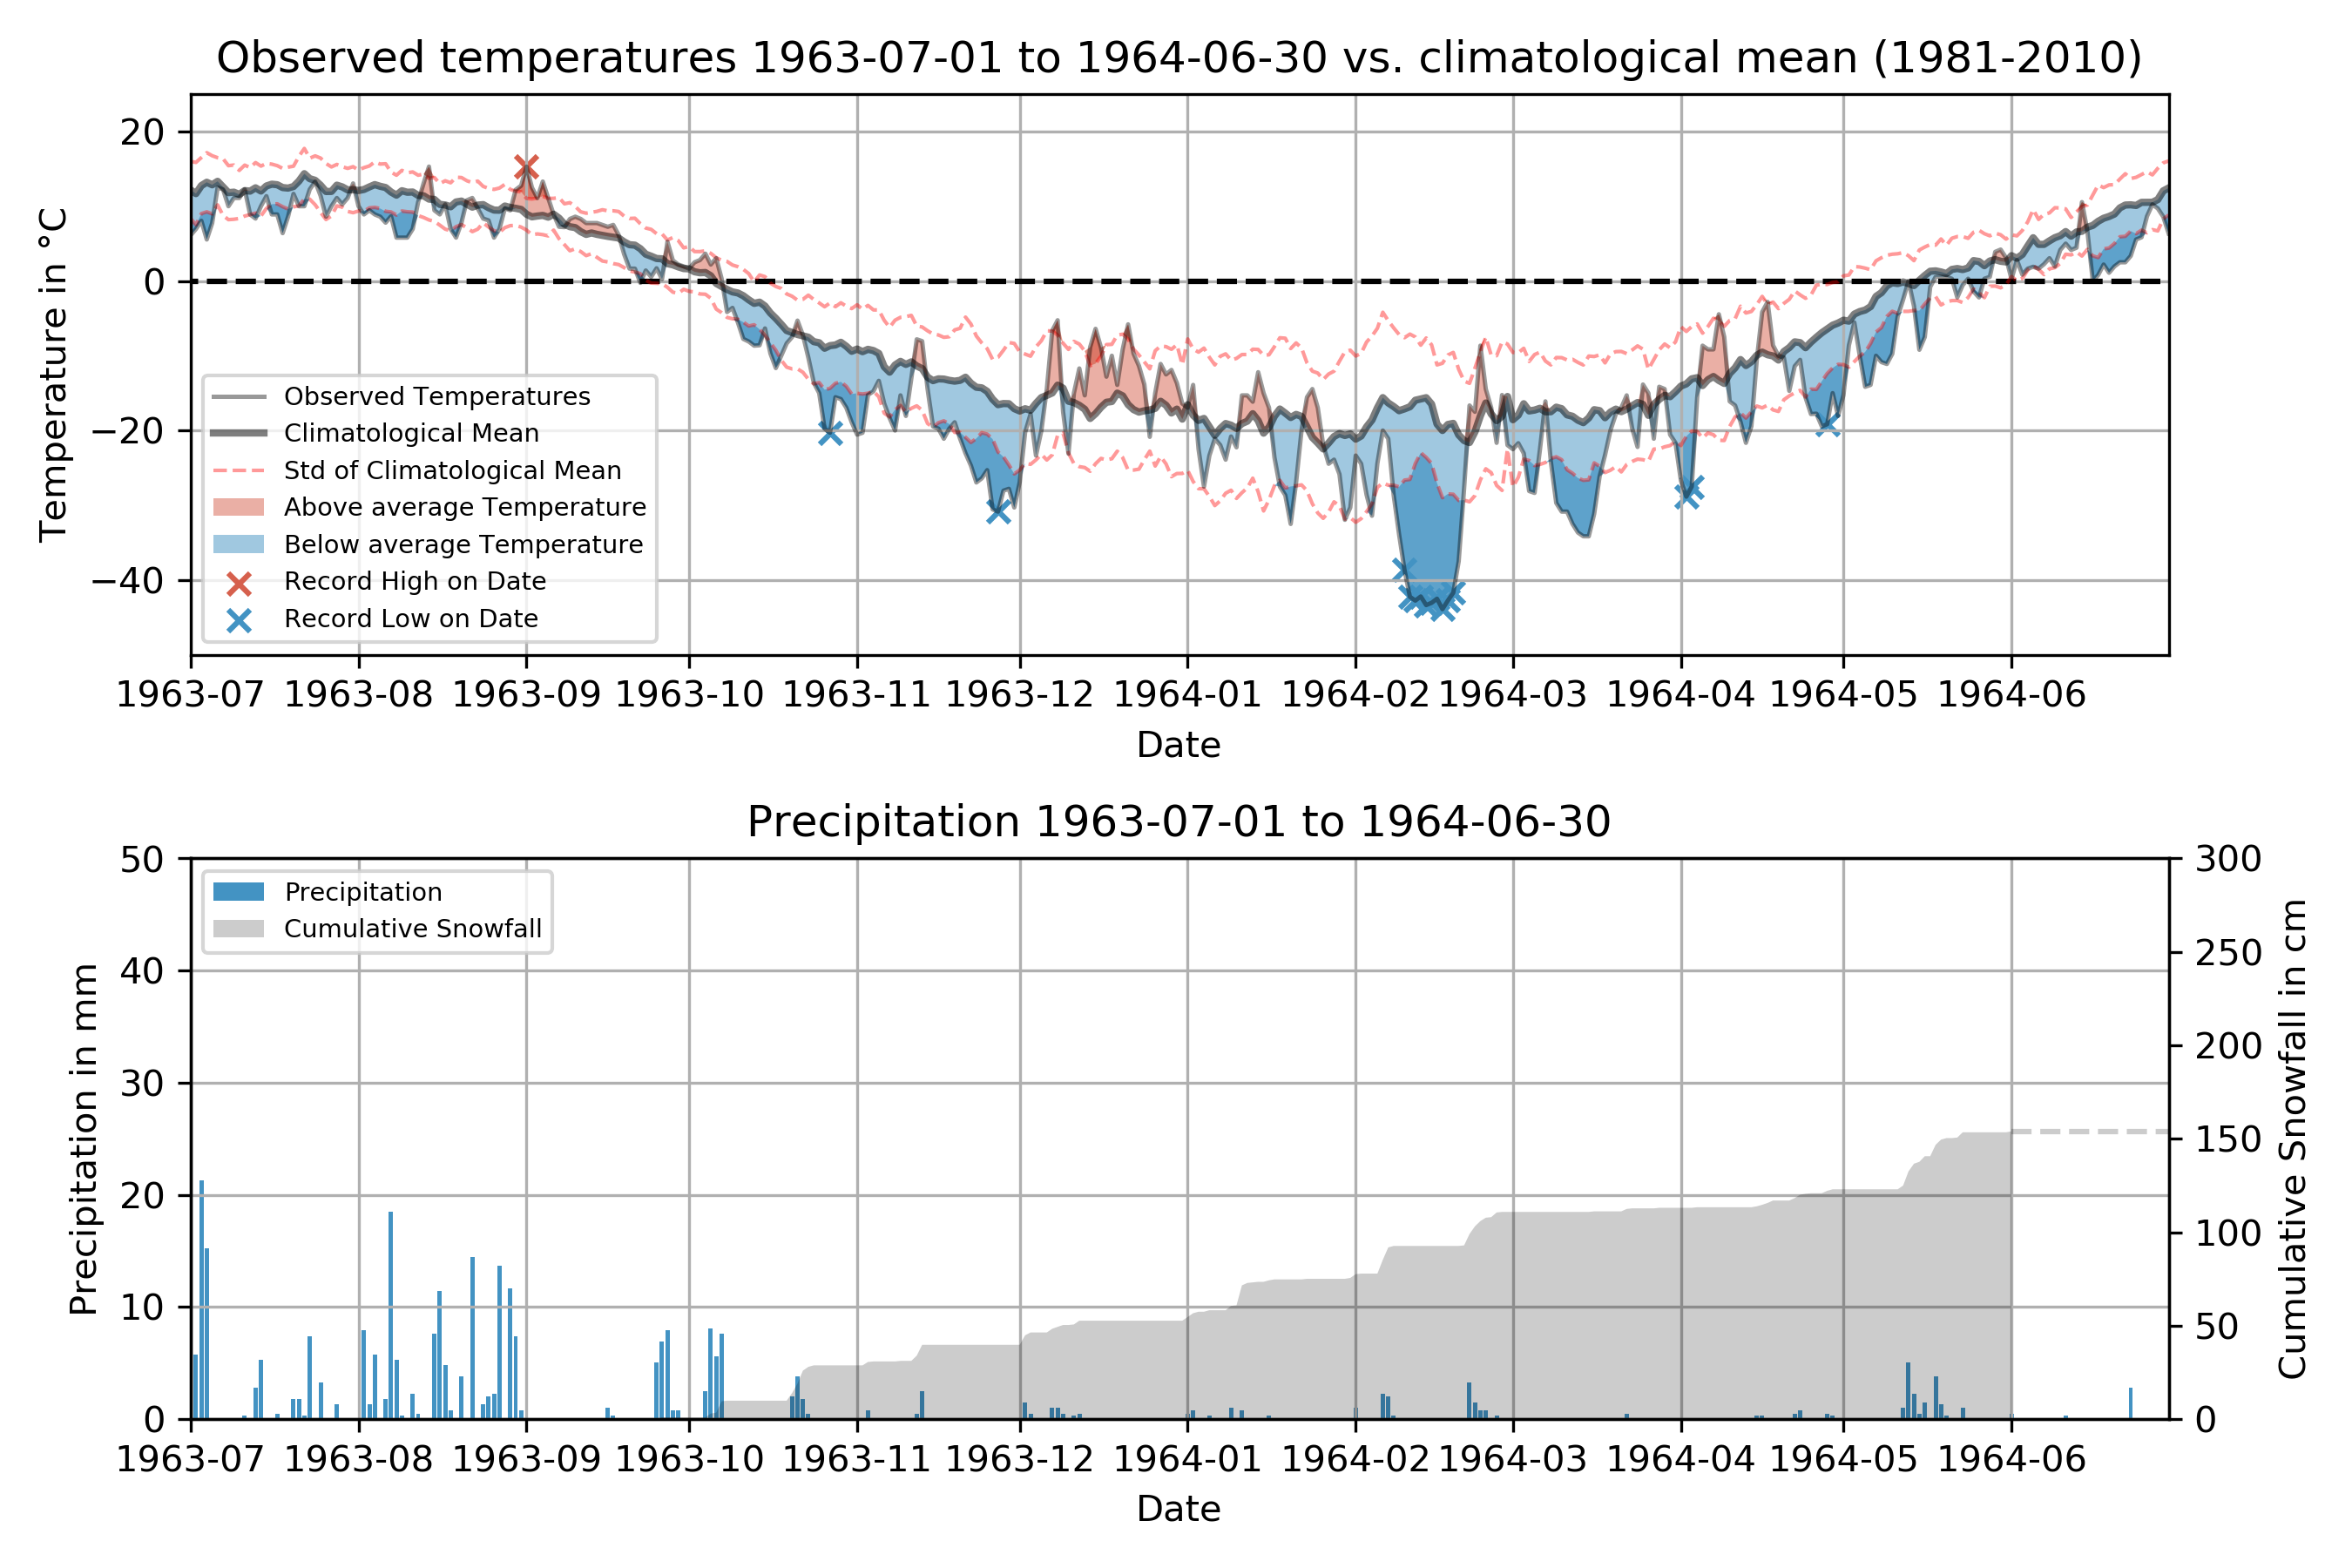 Observed temperatures 1963-07-01 to 1964-06-30 vs. climatological mean (1981-2010)
Temperature in °C
20
0
−20
−40
Observed Temperatures
Climatological Mean
Std of Climatological Mean
Above average Temperature
Below average Temperature
Record High on Date
Record Low on Date
1963-07 1963-08 1963-09 1963-10 1963-11 1963-12 1964-01 1964-02 1964-03 1964-04 1964-05 1964-06
Date
Precipitation 1963-07-01 to 1964-06-30
Precipitation in mm
50
40
30
20
10
0
Precipitation
Cumulative Snowfall
300
250
200
150
100
50
0
Cumulative Snowfall in cm
1963-07 1963-08 1963-09 1963-10 1963-11 1963-12 1964-01 1964-02 1964-03 1964-04 1964-05 1964-06
Date